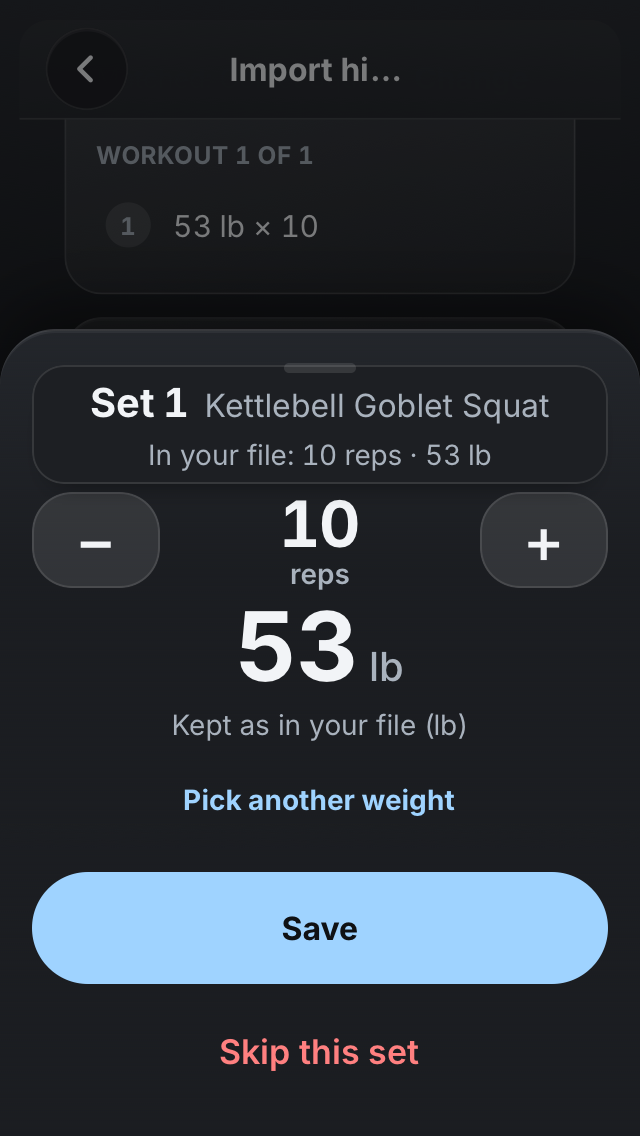 Import hi...
WORKOUT 1 OF 1
1 53 lb × 10
Set 1 Kettlebell Goblet Squat
In your file: 10 reps · 53 lb
− 10 +
reps
53 lb
Kept as in your file (lb)
Pick another weight
Save
Skip this set